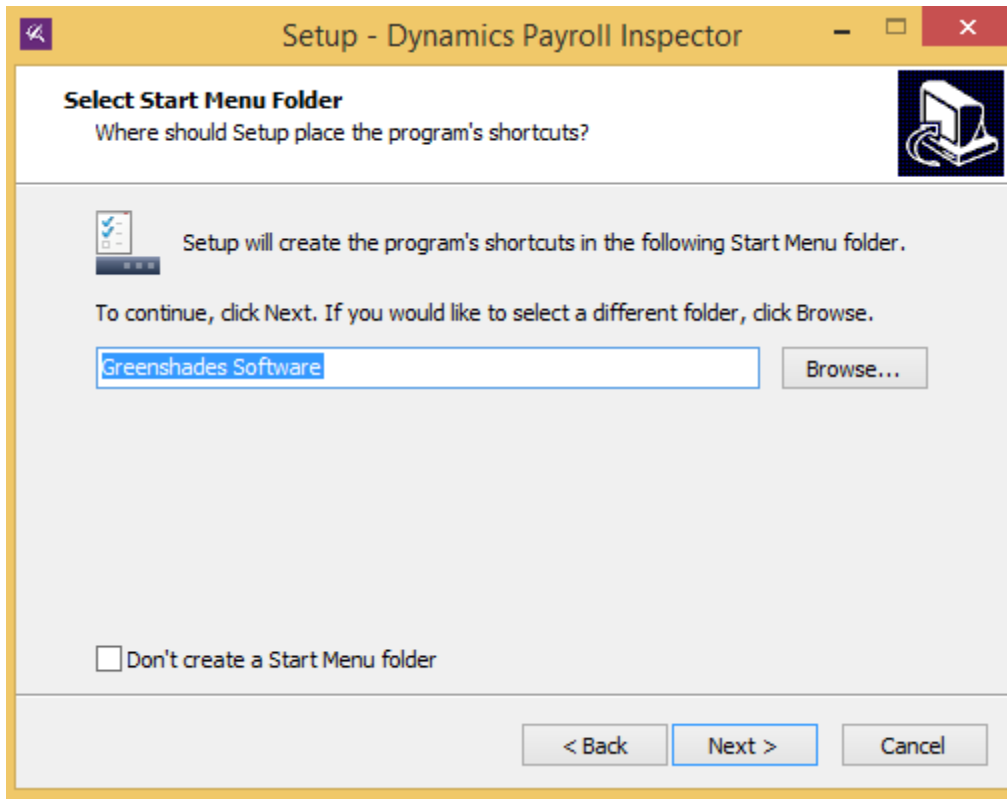 Setup - Dynamics Payroll Inspector
Select Start Menu Folder
Where should Setup place the program's shortcuts?
Setup will create the program's shortcuts in the following Start Menu folder.
To continue, click Next. If you would like to select a different folder, click Browse.
Greenshades Software
Browse...
Don't create a Start Menu folder
< Back
Next >
Cancel